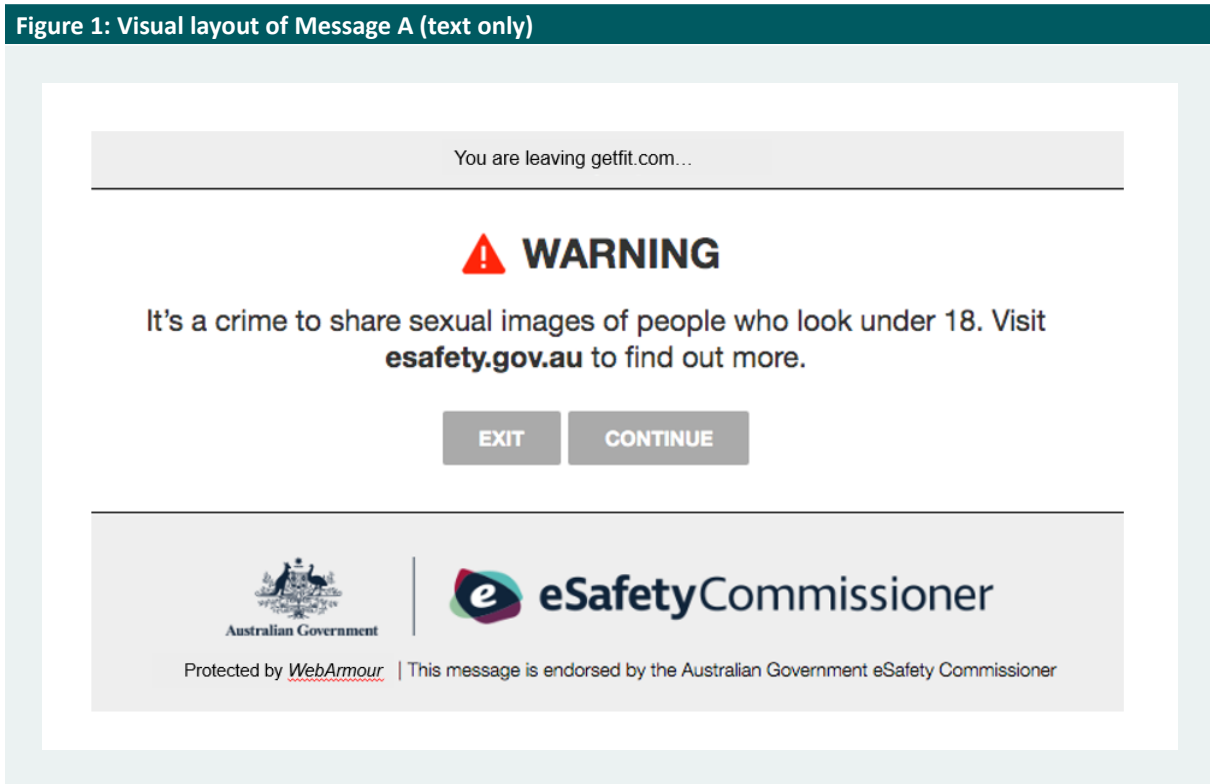 Figure 1: Visual layout of Message A (text only)
You are leaving getfit.com…
WARNING
It’s a crime to share sexual images of people who look under 18. Visit
esafety.gov.au to find out more.
EXIT CONTINUE
Australian Government
e eSafetyCommissioner
Protected by WebArmour | This message is endorsed by the Australian Government eSafety Commissioner